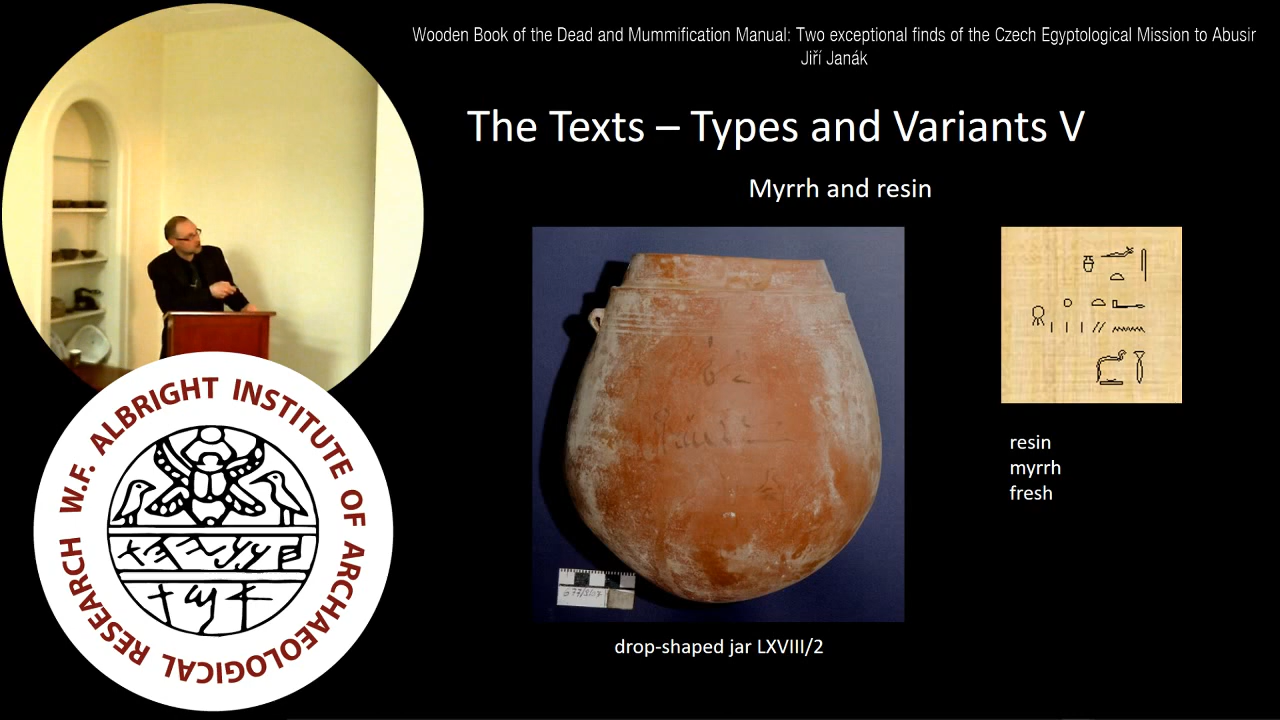 Wooden Book of the Dead and Mummification Manual: Two exceptional finds of the Czech Egyptological Mission to Abusir
Jiří Janák
The Texts – Types and Variants V
Myrrh and resin
resin
myrrh
fresh
drop-shaped jar LXVIII/2
W.F. ALBRIGHT INSTITUTE OF ARCHAEOLOGICAL RESEARCH